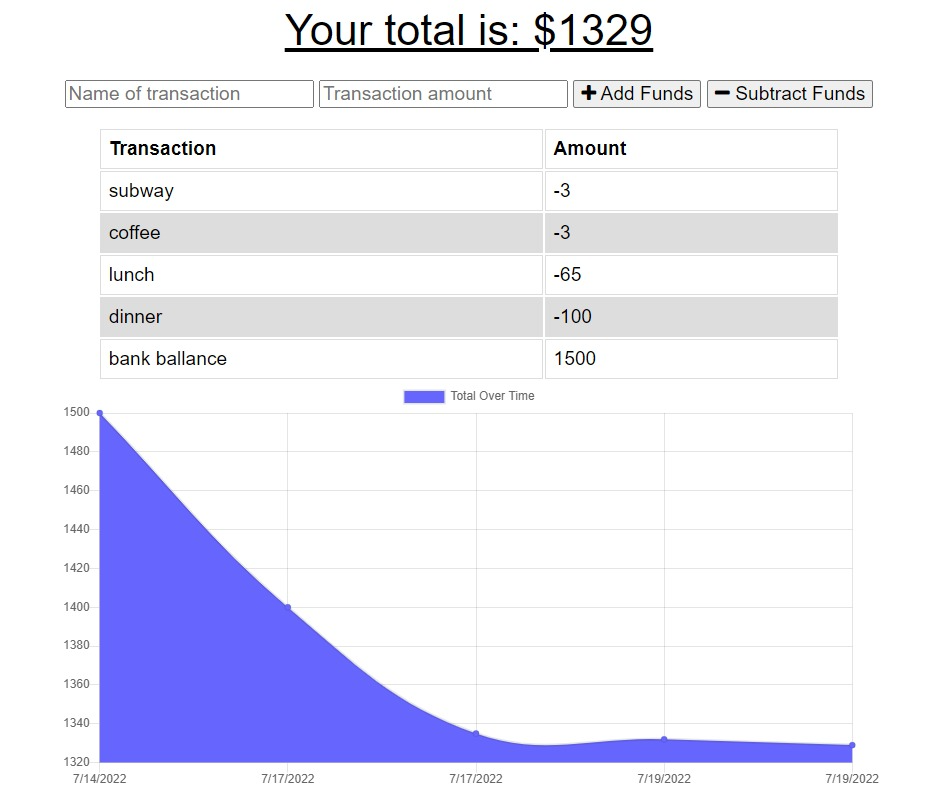 Your total is: $1329
Name of transaction Transaction amount + Add Funds − Subtract Funds
Transaction Amount
subway -3
coffee -3
lunch -65
dinner -100
bank ballance 1500
Total Over Time
1500
1480
1460
1440
1420
1400
1380
1360
1340
1320
7/14/2022 7/17/2022 7/17/2022 7/19/2022 7/19/2022